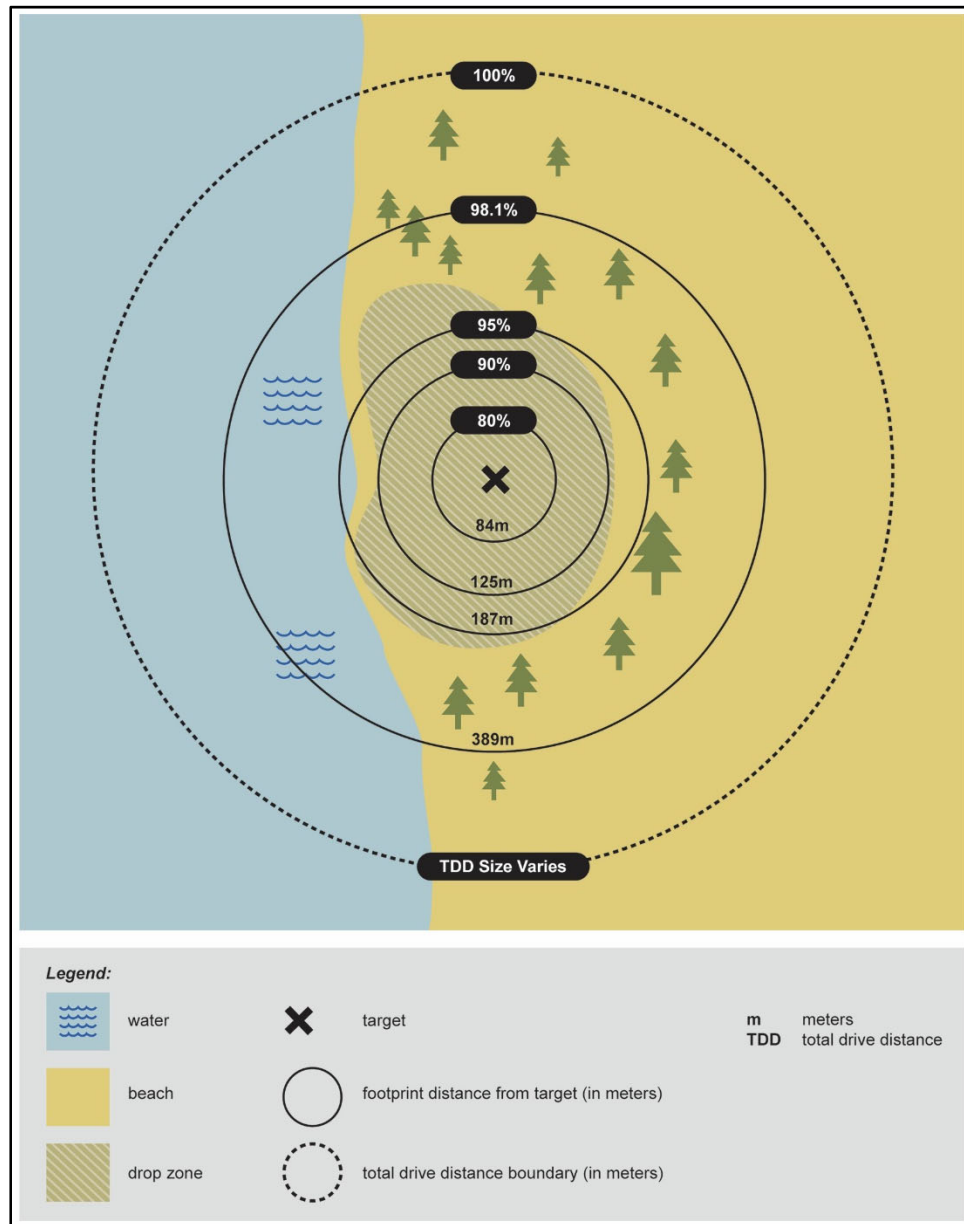 100%
98.1%
95%
90%
80%
84m
125m
187m
389m
TDD Size Varies
Legend:
water
target
m meters
TDD total drive distance
beach
footprint distance from target (in meters)
drop zone
total drive distance boundary (in meters)